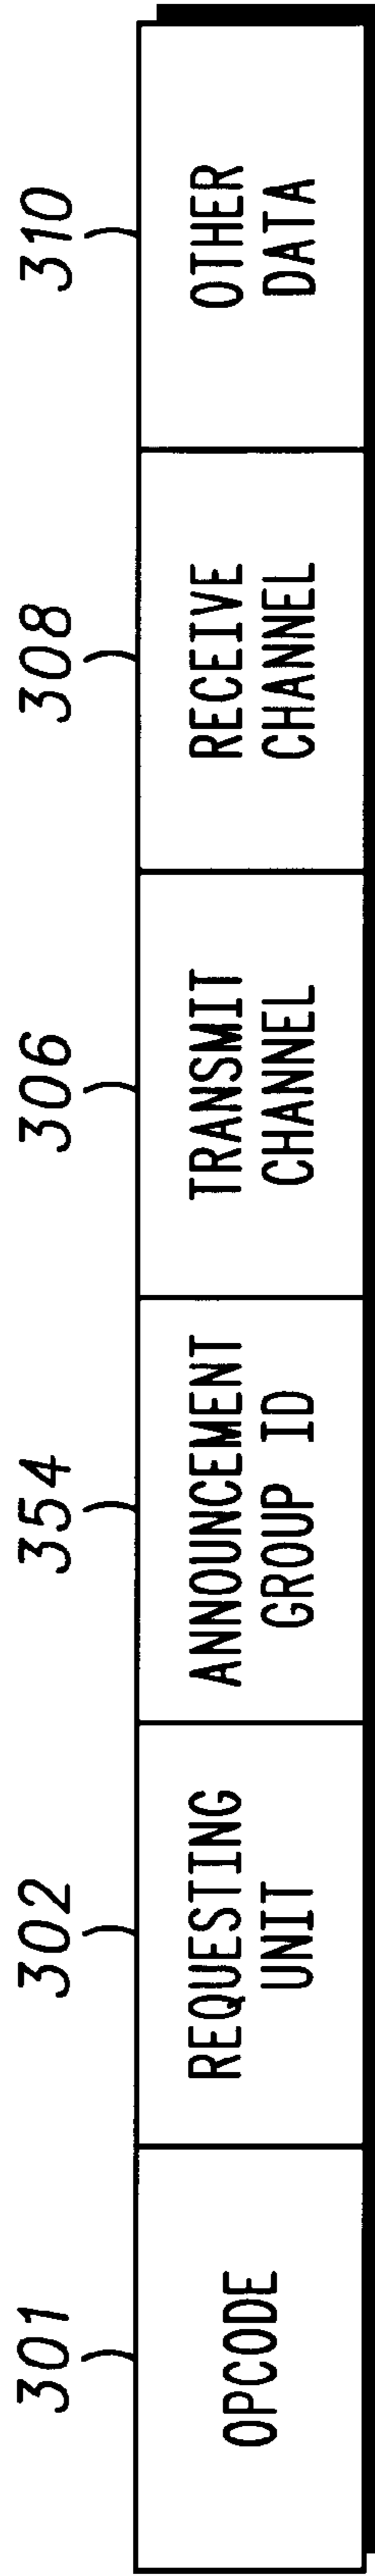 301
302
354
306
308
310
OPCODE
REQUESTING
UNIT
ANNOUNCEMENT
GROUP ID
TRANSMIT
CHANNEL
RECEIVE
CHANNEL
OTHER
DATA